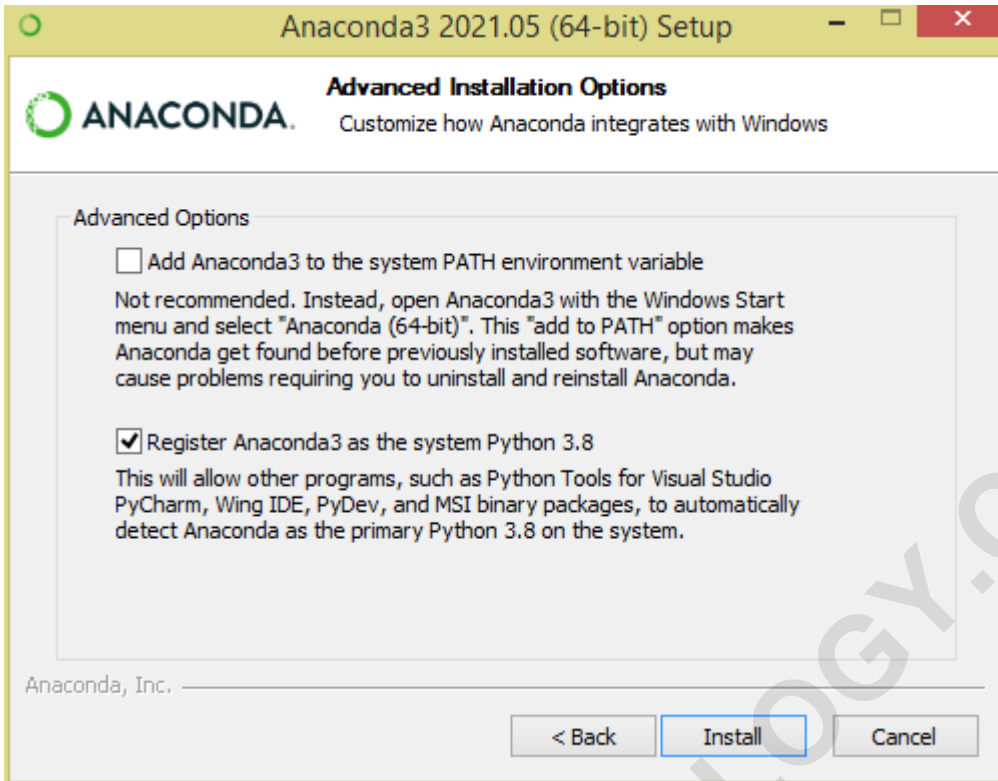 Anaconda3 2021.05 (64-bit) Setup
Advanced Installation Options
ANACONDA.
Customize how Anaconda integrates with Windows
Advanced Options
Add Anaconda3 to the system PATH environment variable
Not recommended. Instead, open Anaconda3 with the Windows Start
menu and select "Anaconda (64-bit)". This "add to PATH" option makes
Anaconda get found before previously installed software, but may
cause problems requiring you to uninstall and reinstall Anaconda.
Register Anaconda3 as the system Python 3.8
This will allow other programs, such as Python Tools for Visual Studio
PyCharm, Wing IDE, PyDev, and MSI binary packages, to automatically
detect Anaconda as the primary Python 3.8 on the system.
Anaconda, Inc.
< Back Install Cancel